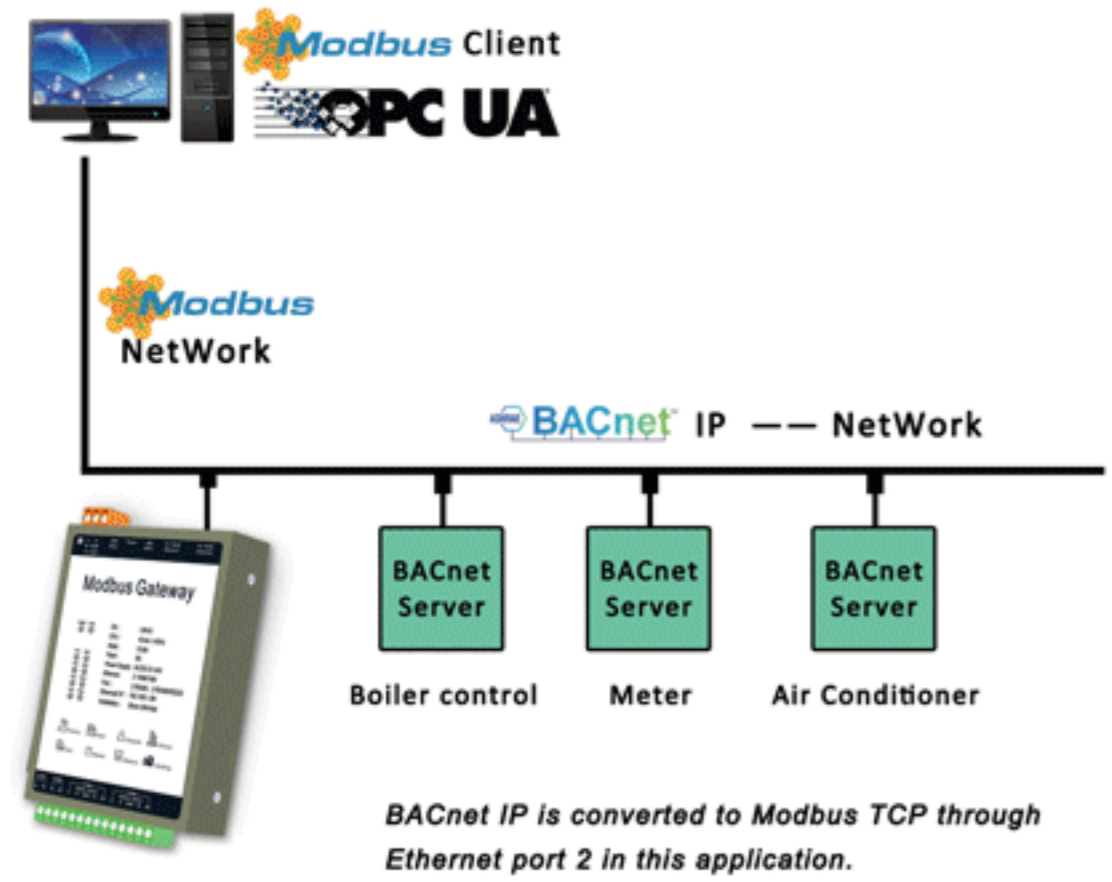 Modbus Client
OPC UA
Modbus
NetWork
BACnet™ IP —— NetWork
Modbus Gateway
BACnet
Server
BACnet
Server
BACnet
Server
Boiler control
Meter
Air Conditioner
BACnet IP is converted to Modbus TCP through
Ethernet port 2 in this application.